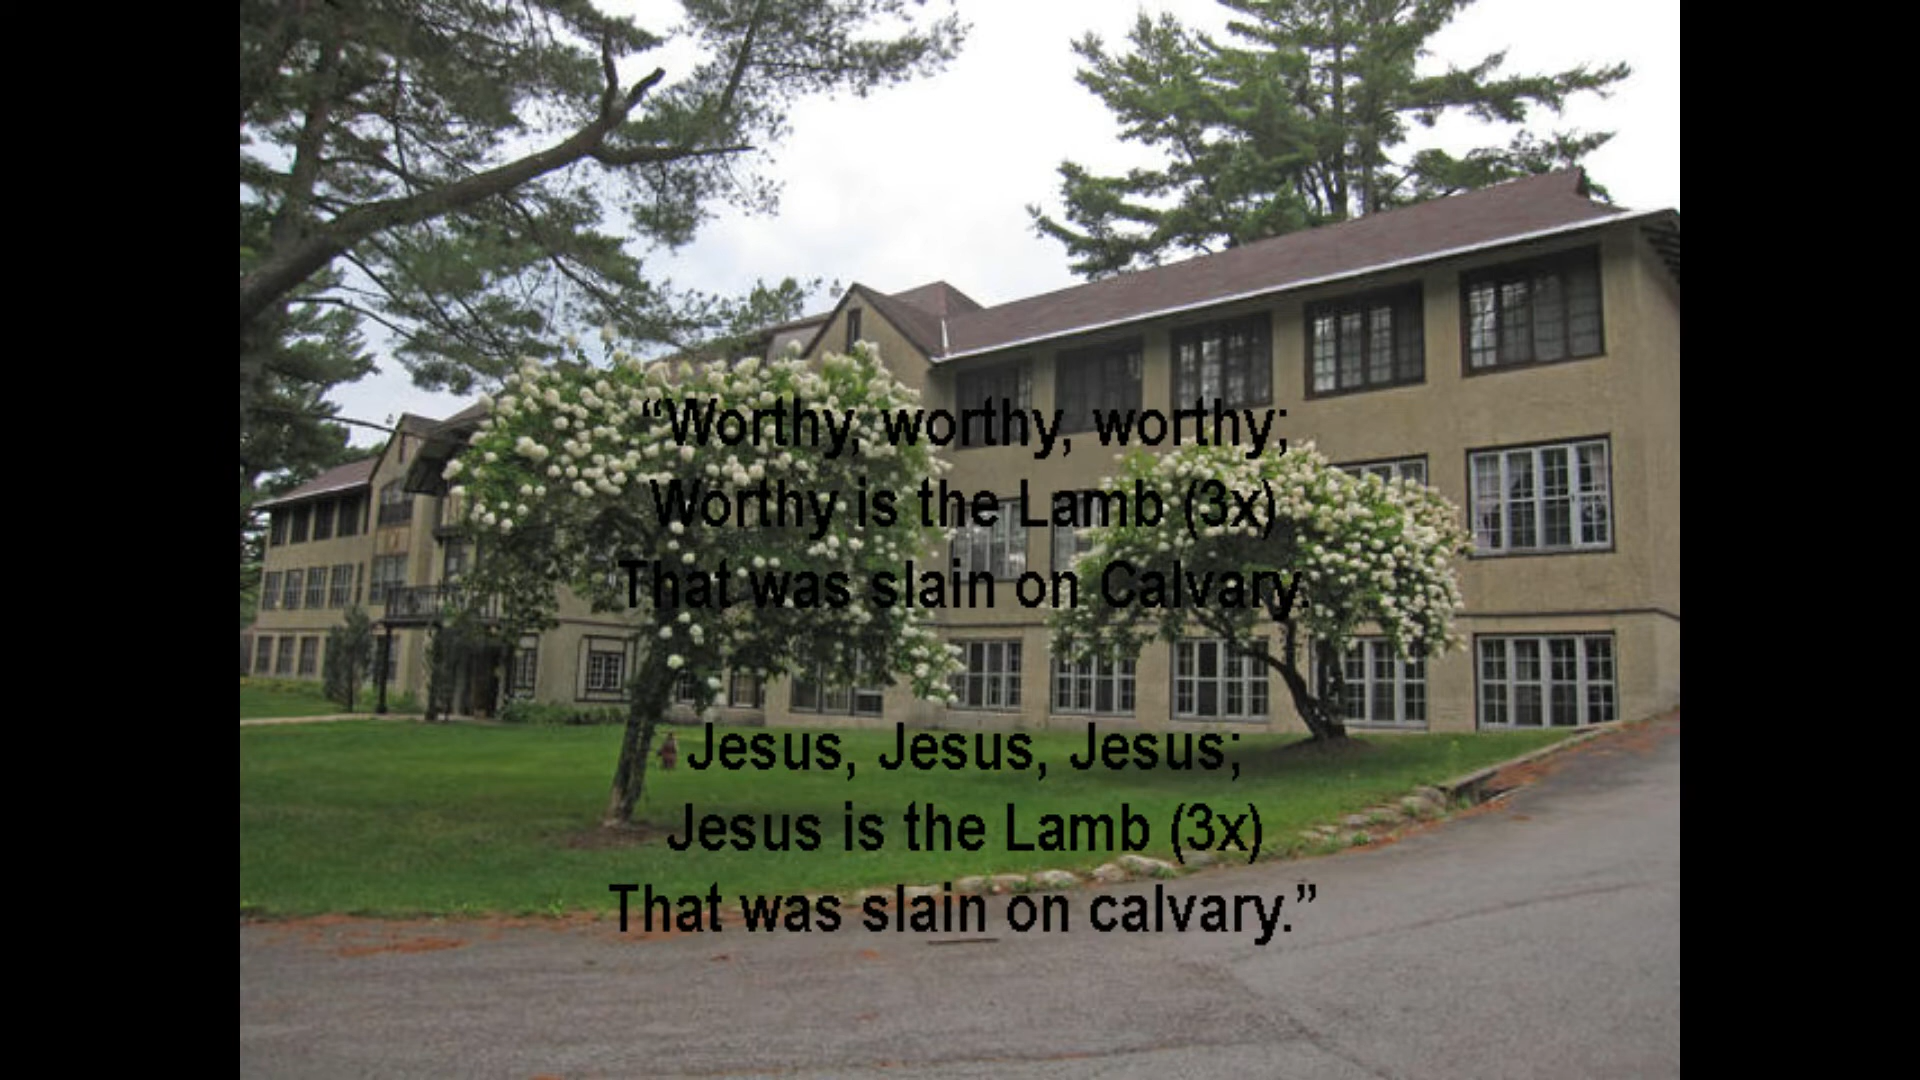 “Worthy, worthy, worthy;
Worthy is the Lamb (3x)
That was slain on Calvary.
Jesus, Jesus, Jesus;
Jesus is the Lamb (3x)
That was slain on calvary.”